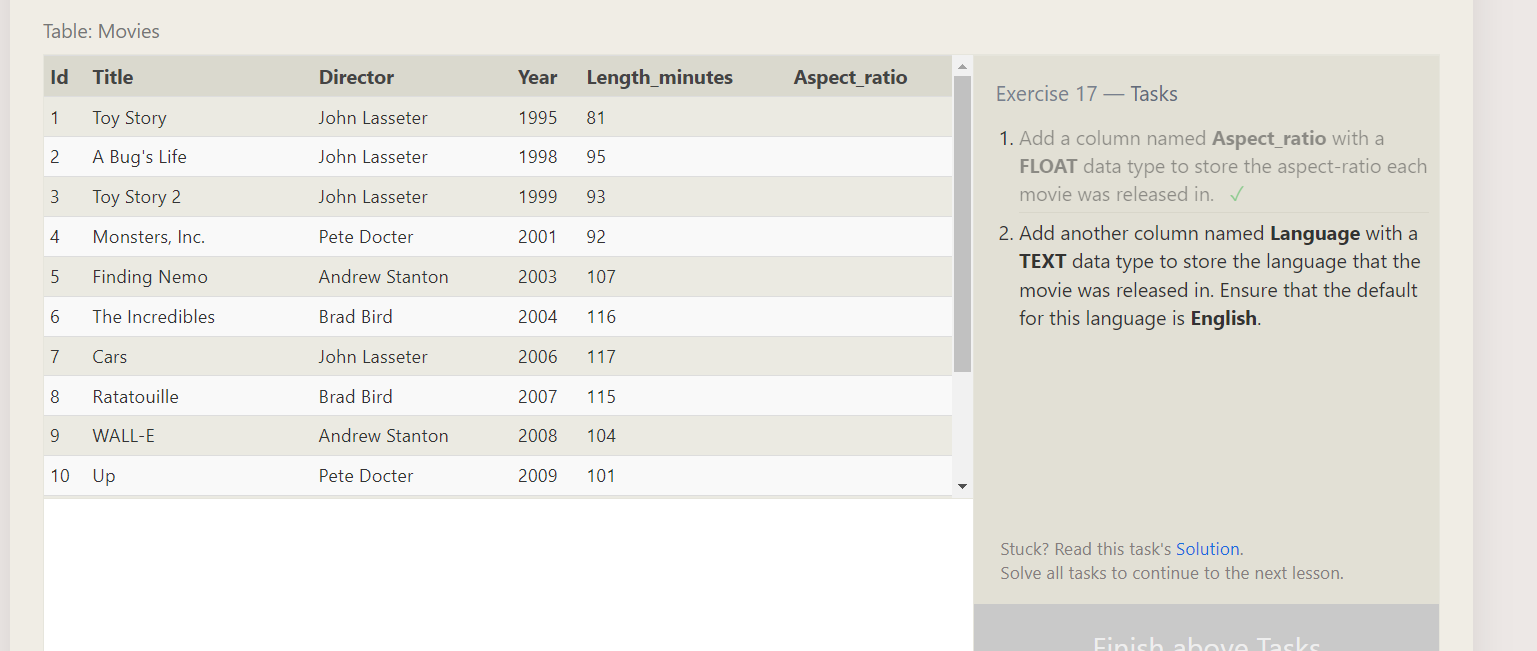 Table: Movies
Id Title Director Year Length_minutes Aspect_ratio
1 Toy Story John Lasseter 1995 81
2 A Bug's Life John Lasseter 1998 95
3 Toy Story 2 John Lasseter 1999 93
4 Monsters, Inc. Pete Docter 2001 92
5 Finding Nemo Andrew Stanton 2003 107
6 The Incredibles Brad Bird 2004 116
7 Cars John Lasseter 2006 117
8 Ratatouille Brad Bird 2007 115
9 WALL-E Andrew Stanton 2008 104
10 Up Pete Docter 2009 101
Exercise 17 — Tasks
1. Add a column named Aspect_ratio with a
FLOAT data type to store the aspect-ratio each
movie was released in. ✓
2. Add another column named Language with a
TEXT data type to store the language that the
movie was released in. Ensure that the default
for this language is English.
Stuck? Read this task's Solution.
Solve all tasks to continue to the next lesson.
Finish above Tasks